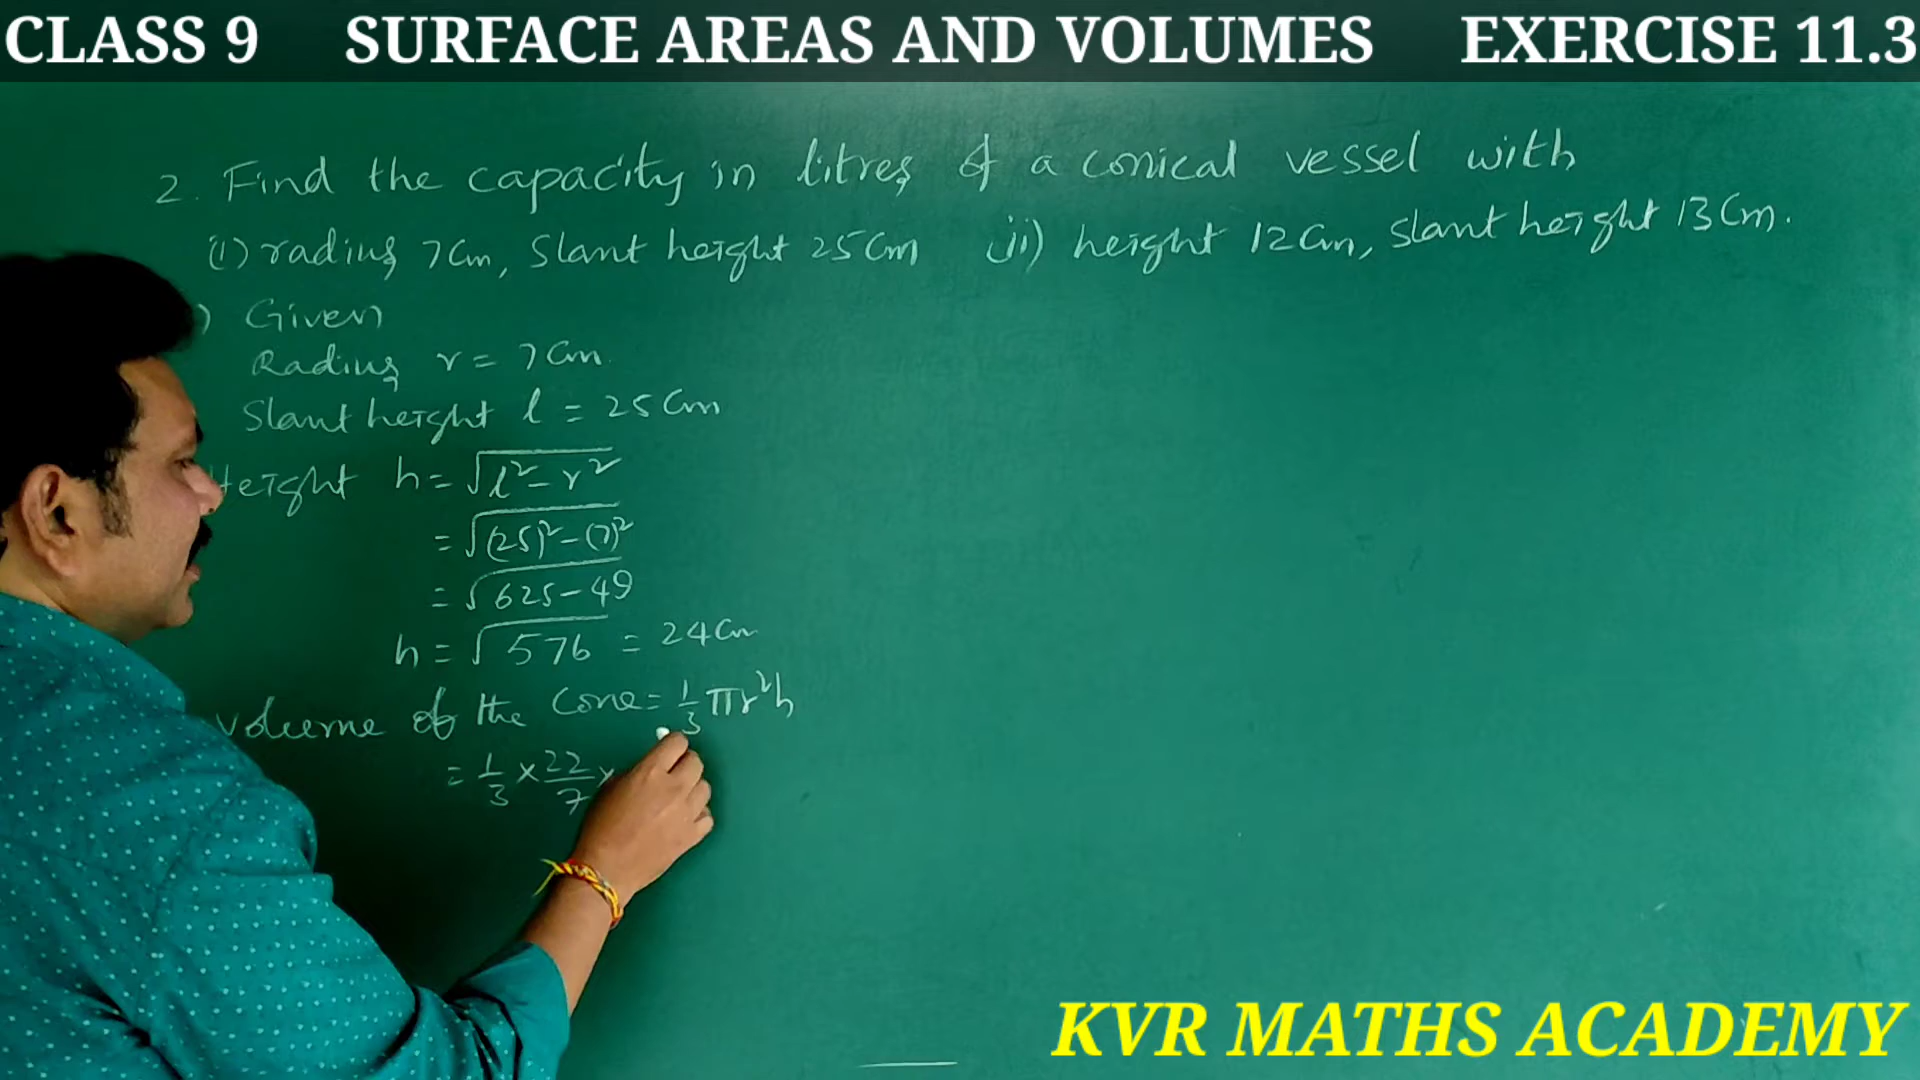 CLASS 9 SURFACE AREAS AND VOLUMES EXERCISE 11.3
2. Find the capacity in litres of a conical vessel with
(i) radius 7cm, Slant height 25cm (ii) height 12cm, Slant height 13cm.
) Given
Radius r = 7cm.
Slant height l = 25cm
Height h = √l² - r²
= √(25)² - (7)²
= √625 - 49
h = √576 = 24cm
Volume of the Cone = 1/3 πr²h
= 1/3 × 22/7 ×
KVR MATHS ACADEMY